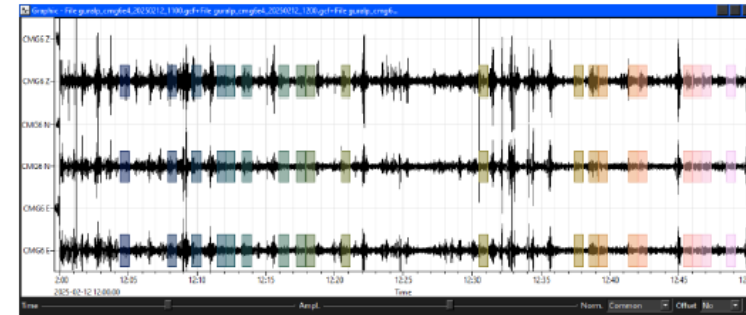 Graphic - File guralp_cmg6e4_20250212_1100.gcf+File guralp_cmg6e4_20250212_1200.gcf+File guralp_cmg6...
CMG6 Z-
CMG6 Z-
CMG6 N-
CMG6 N-
CMG6 E-
CMG6 E-
2:00 12:05 12:10 12:15 12:20 12:25 12:30 12:35 12:40 12:45 12
2025-02-12 12:00:00 Time
Time Ampl. Norm. Common Offset No